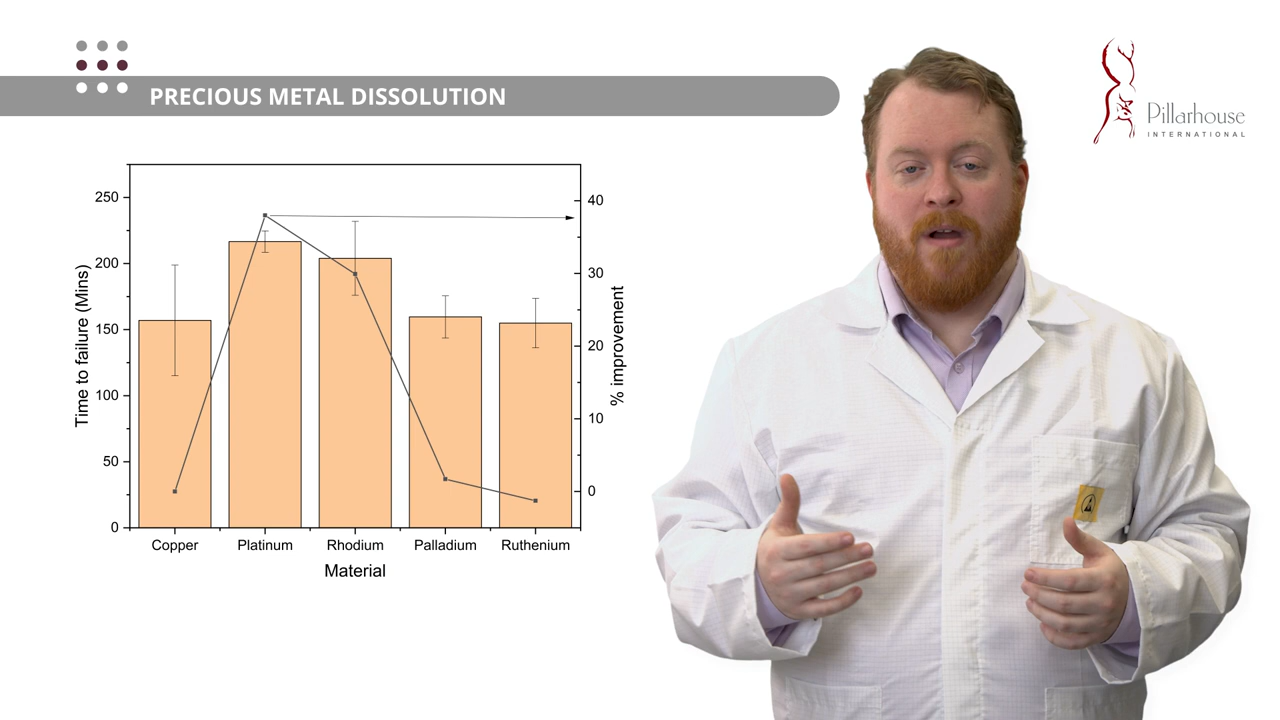 PRECIOUS METAL DISSOLUTION
Pillarhouse
INTERNATIONAL
250
200
150
100
50
0
Time to failure (Mins)
40
30
20
10
0
% improvement
Copper Platinum Rhodium Palladium Ruthenium
Material